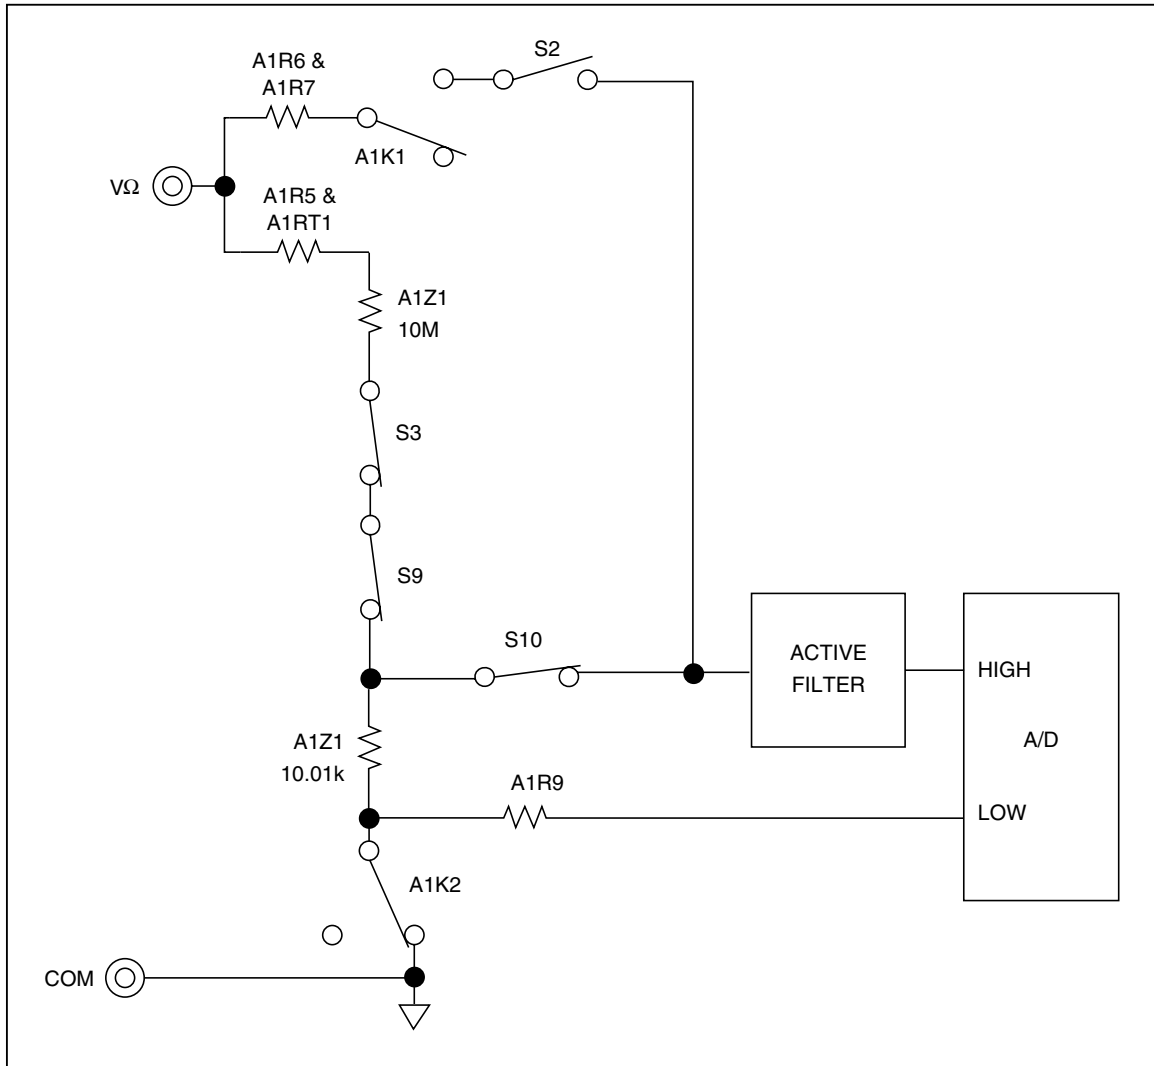 S2
A1R6 &
A1R7
A1K1
VΩ
A1R5 &
A1RT1
A1Z1
10M
S3
S9
S10
ACTIVE
FILTER
HIGH
A/D
LOW
A1Z1
10.01k
A1R9
A1K2
COM